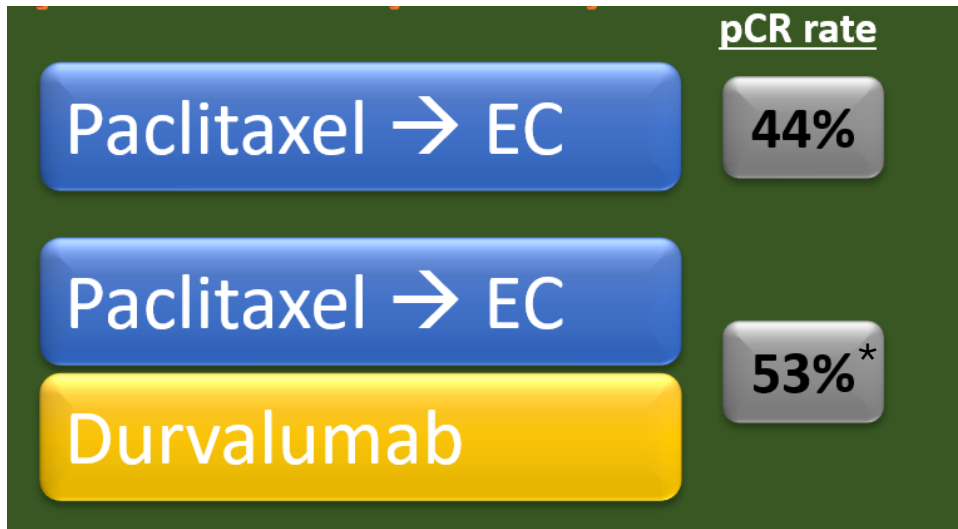 pCR rate
Paclitaxel → EC
44%
Paclitaxel → EC
53%*
Durvalumab